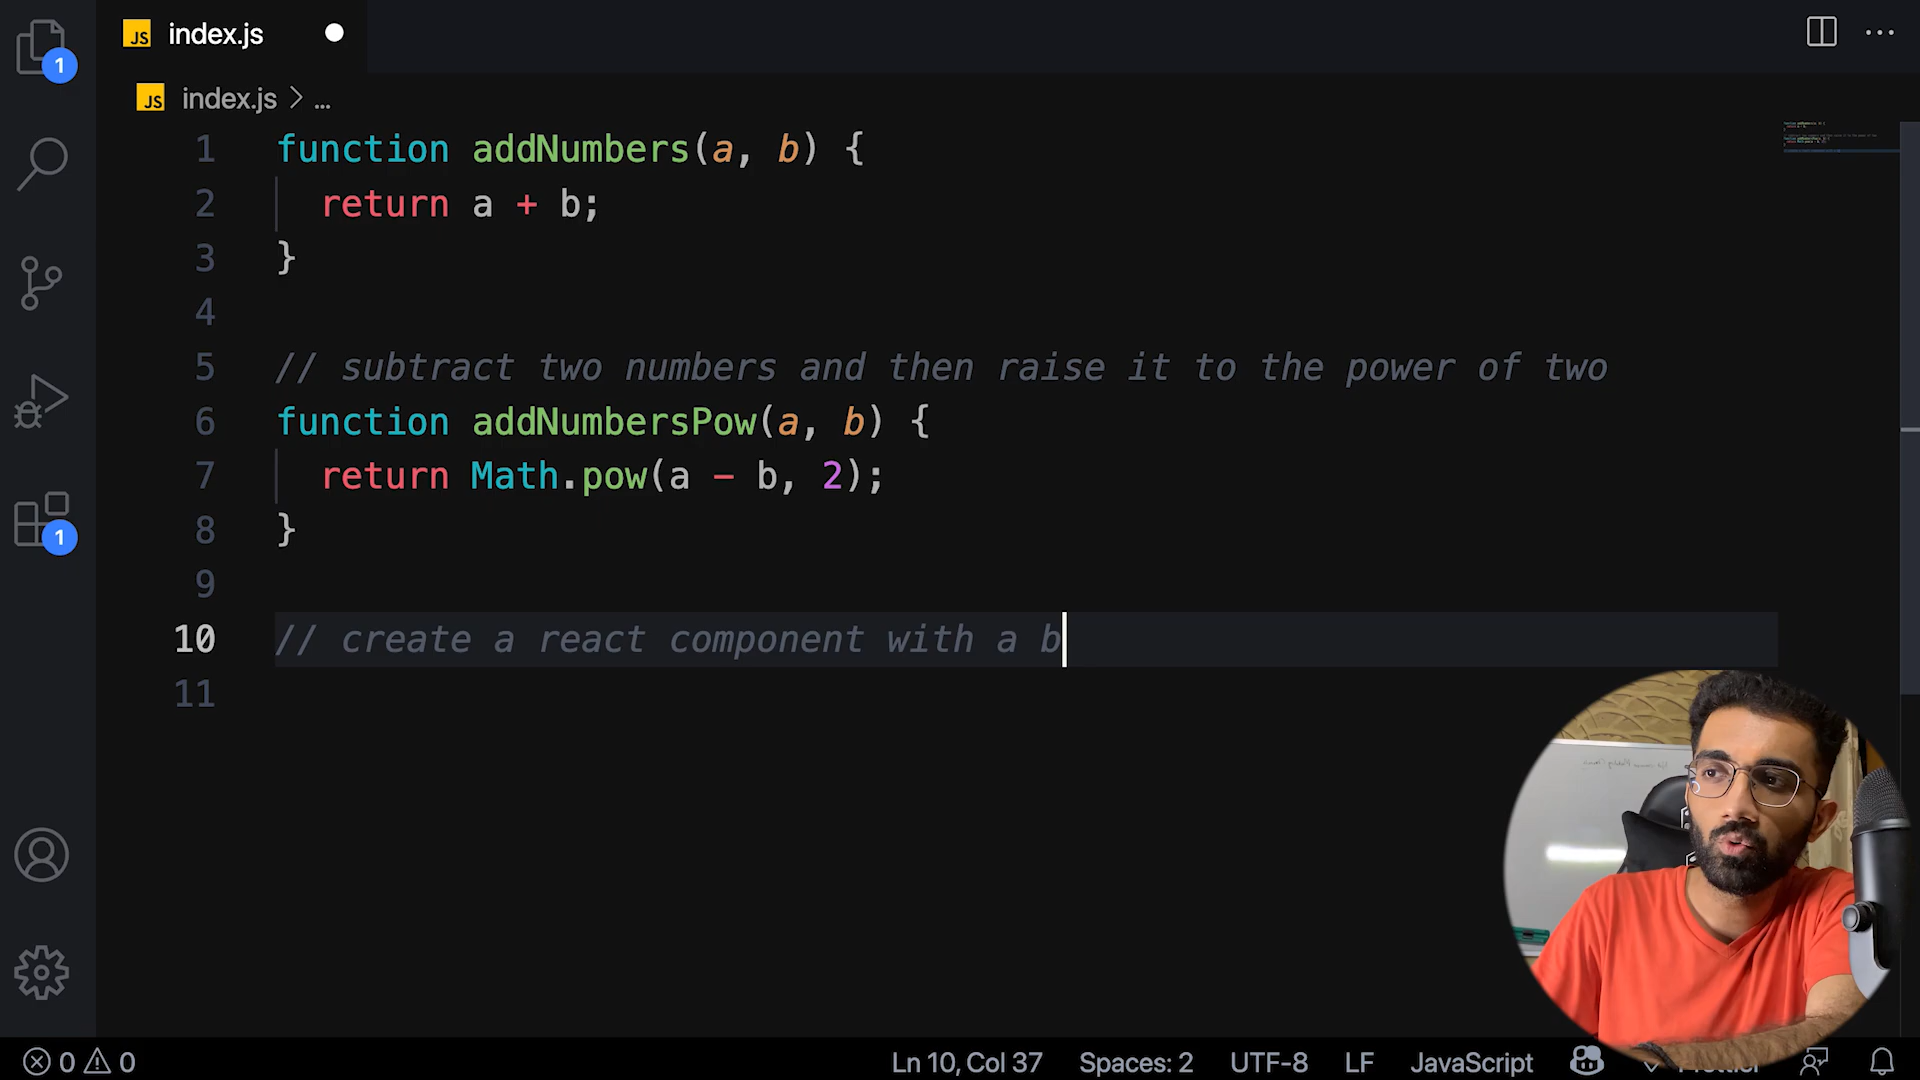 JS index.js
JS index.js > ...
1 function addNumbers(a, b) {
2 return a + b;
3 }
4
5 // subtract two numbers and then raise it to the power of two
6 function addNumbersPow(a, b) {
7 return Math.pow(a - b, 2);
8 }
9
10 // create a react component with a b
11
1
1
0 0 Ln 10, Col 37 Spaces: 2 UTF-8 LF JavaScript